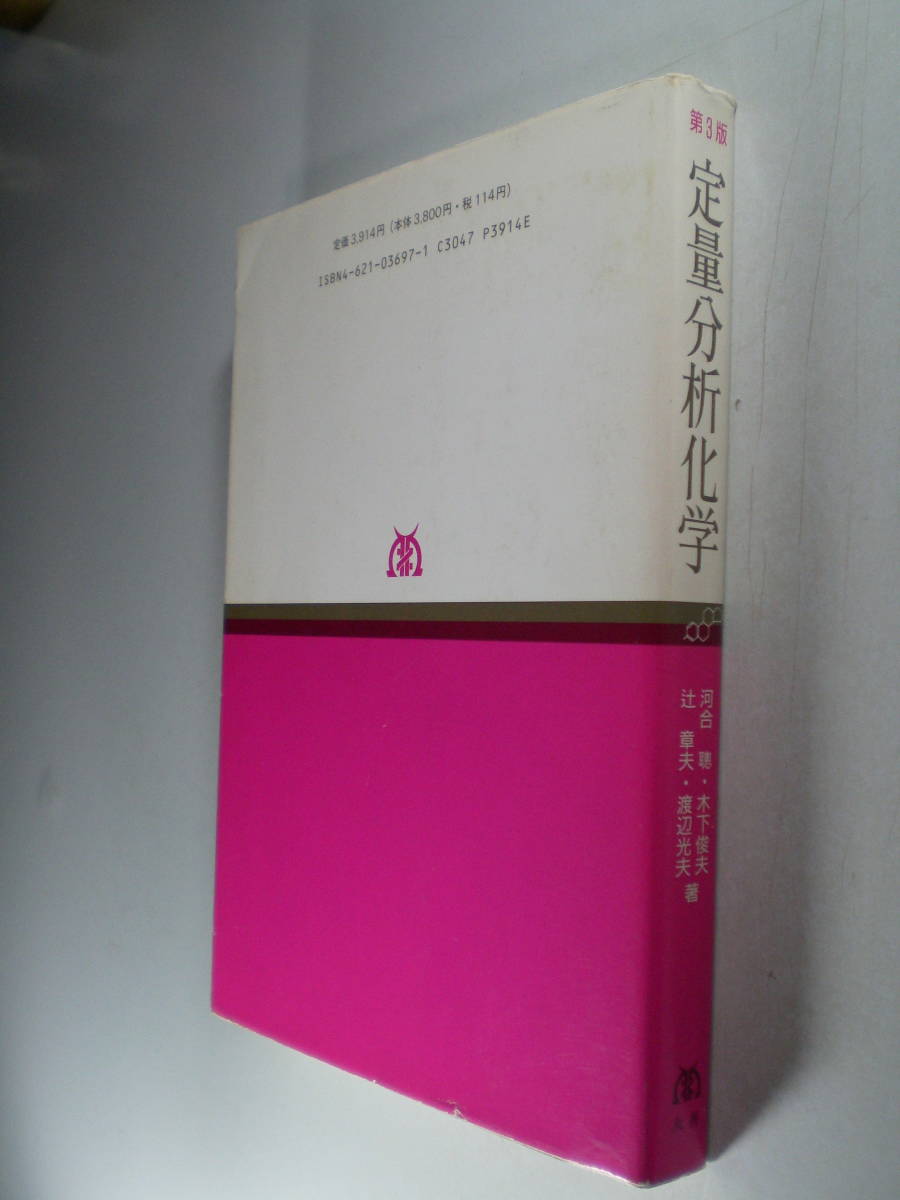 定価3,914円(本体3,800円・税114円)
ISBN4-621-03697-1 C3047 P3914E
第3版
定量分析化学
河合 聰・木下俊夫
辻 章夫・渡辺光夫 著